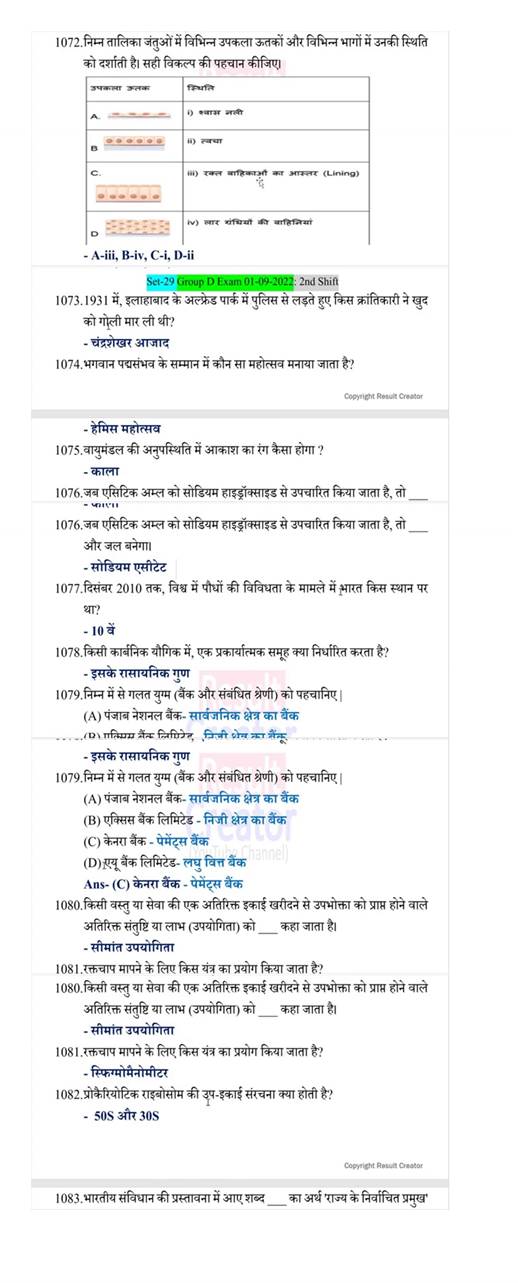 1072.निम्न तालिका जंतुओं में विभिन्न उपकला ऊतकों और विभिन्न भागों में उनकी स्थिति
को दर्शाती है। सही विकल्प की पहचान कीजिए।
उपकला ऊतक स्थिति
A. i) श्वास नली
B ii) त्वचा
C. iii) रक्त वाहिकाओं का आस्तर (Lining)
D iv) लार ग्रंथियों की वाहिनियां
- A-iii, B-iv, C-i, D-ii
Set-29 Group D Exam 01-09-2022: 2nd Shift
1073.1931 में, इलाहाबाद के अल्फ्रेड पार्क में पुलिस से लड़ते हुए किस क्रांतिकारी ने खुद
को गोली मार ली थी?
- चंद्रशेखर आजाद
1074.भगवान पद्मसंभव के सम्मान में कौन सा महोत्सव मनाया जाता है?
Copyright Result Creator
- हेमिस महोत्सव
1075.वायुमंडल की अनुपस्थिति में आकाश का रंग कैसा होगा ?
- काला
1076.जब एसिटिक अम्ल को सोडियम हाइड्रॉक्साइड से उपचारित किया जाता है, तो ____
- काला
1076.जब एसिटिक अम्ल को सोडियम हाइड्रॉक्साइड से उपचारित किया जाता है, तो ____
और जल बनेगा।
- सोडियम एसीटेट
1077.दिसंबर 2010 तक, विश्व में पौधों की विविधता के मामले में भारत किस स्थान पर
था?
- 10 वें
1078.किसी कार्बनिक यौगिक में, एक प्रकार्यात्मक समूह क्या निर्धारित करता है?
- इसके रासायनिक गुण
1079.निम्न में से गलत युग्म (बैंक और संबंधित श्रेणी) को पहचानिए|
(A) पंजाब नेशनल बैंक- सार्वजनिक क्षेत्र का बैंक
(B) एक्सिस बैंक लिमिटेड - निजी क्षेत्र का बैंक
- इसके रासायनिक गुण
1079.निम्न में से गलत युग्म (बैंक और संबंधित श्रेणी) को पहचानिए|
(A) पंजाब नेशनल बैंक- सार्वजनिक क्षेत्र का बैंक
(B) एक्सिस बैंक लिमिटेड - निजी क्षेत्र का बैंक
(C) केनरा बैंक - पेमेंट्स बैंक
(D) एयू बैंक लिमिटेड- लघु वित्त बैंक
Ans- (C) केनरा बैंक - पेमेंट्स बैंक
1080.किसी वस्तु या सेवा की एक अतिरिक्त इकाई खरीदने से उपभोक्ता को प्राप्त होने वाले
अतिरिक्त संतुष्टि या लाभ (उपयोगिता) को ____ कहा जाता है।
- सीमांत उपयोगिता
1081.रक्तचाप मापने के लिए किस यंत्र का प्रयोग किया जाता है?
1080.किसी वस्तु या सेवा की एक अतिरिक्त इकाई खरीदने से उपभोक्ता को प्राप्त होने वाले
अतिरिक्त संतुष्टि या लाभ (उपयोगिता) को ____ कहा जाता है।
- सीमांत उपयोगिता
1081.रक्तचाप मापने के लिए किस यंत्र का प्रयोग किया जाता है?
- स्फिग्मोमैनोमीटर
1082.प्रोकैरियोटिक राइबोसोम की उप-इकाई संरचना क्या होती है?
- 50S और 30S
Copyright Result Creator
1083.भारतीय संविधान की प्रस्तावना में आए शब्द ____ का अर्थ 'राज्य के निर्वाचित प्रमुख'